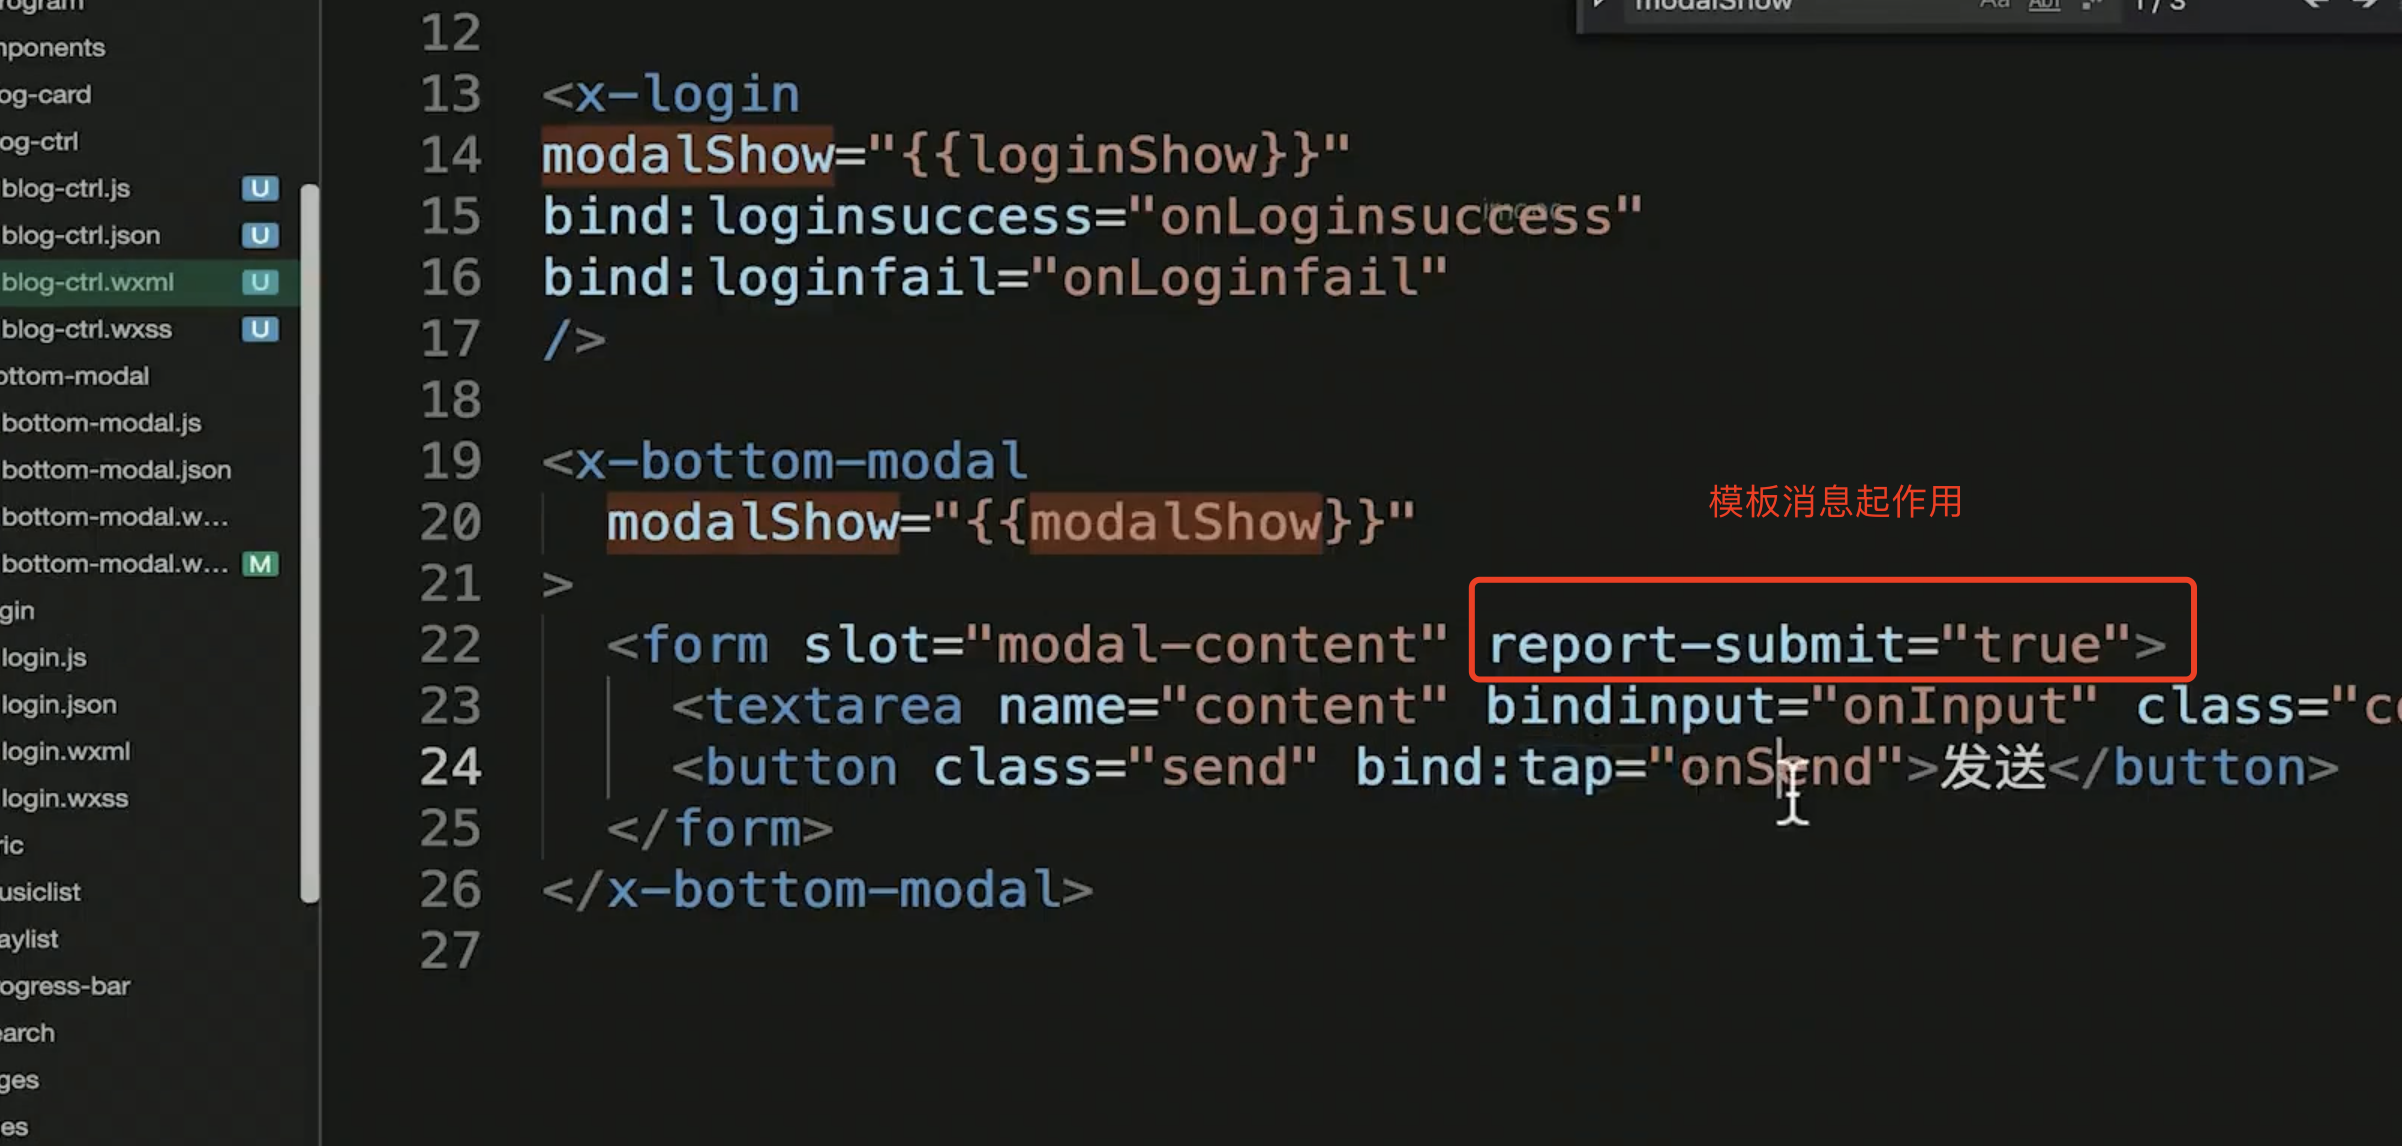 rogram
mponents
og-card
og-ctrl
blog-ctrl.js U
blog-ctrl.json U
blog-ctrl.wxml U
blog-ctrl.wxss U
ottom-modal
bottom-modal.js
bottom-modal.json
bottom-modal.w...
bottom-modal.w... M
gin
login.js
login.json
login.wxml
login.wxss
ric
usiclist
aylist
ogress-bar
earch
ges
es
modalShow Aa Abl .* 1 / 3
12
13 <x-login
14 modalShow="{{loginShow}}"
15 bind:loginsuccess="onLoginsuccess"
16 bind:loginfail="onLoginfail"
17 />
18
19 <x-bottom-modal
20 modalShow="{{modalShow}}"
21 >
模板消息起作用
22 <form slot="modal-content" report-submit="true">
23 <textarea name="content" bindinput="onInput" class="co
24 <button class="send" bind:tap="onSend">发送</button>
25 </form>
26 </x-bottom-modal>
27